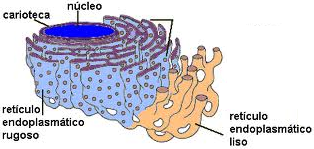 núcleo
carioteca
retículo
endoplasmático
rugoso
retículo
endoplasmático
liso